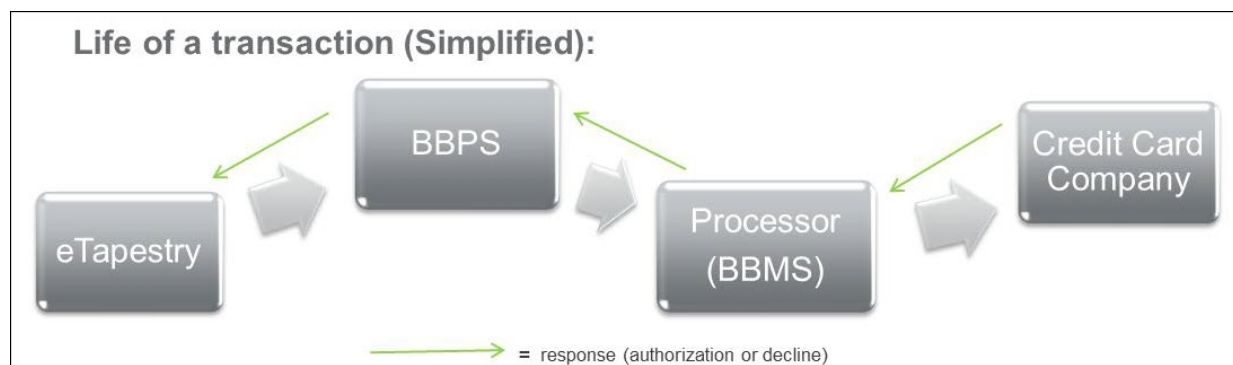 Life of a transaction (Simplified):
BBPS
Credit Card
Company
eTapestry
Processor
(BBMS)
= response (authorization or decline)